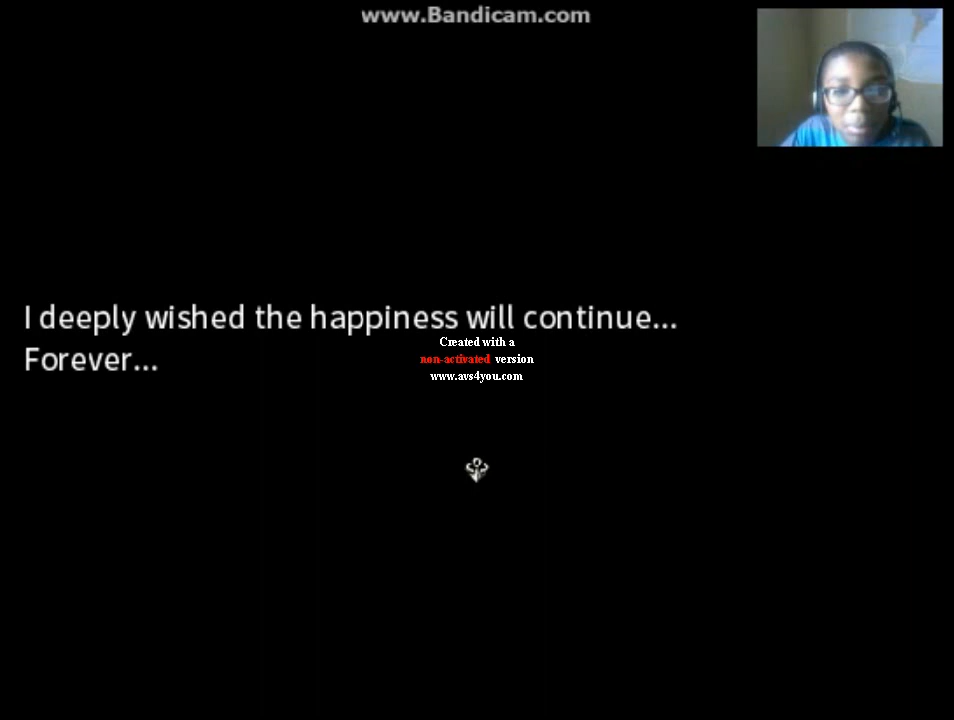 www.Bandicam.com
I deeply wished the happiness will continue...
Forever...
Created with a
non-activated version
www.avs4you.com